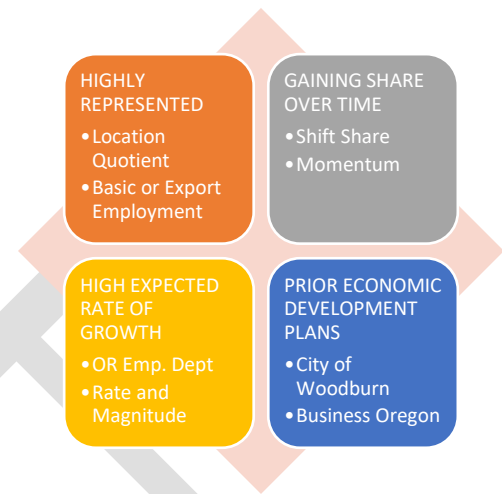 HIGHLY
REPRESENTED
•Location
Quotient
•Basic or Export
Employment
GAINING SHARE
OVER TIME
•Shift Share
•Momentum
HIGH EXPECTED
RATE OF
GROWTH
•OR Emp. Dept
•Rate and
Magnitude
PRIOR ECONOMIC
DEVELOPMENT
PLANS
•City of
Woodburn
•Business Oregon